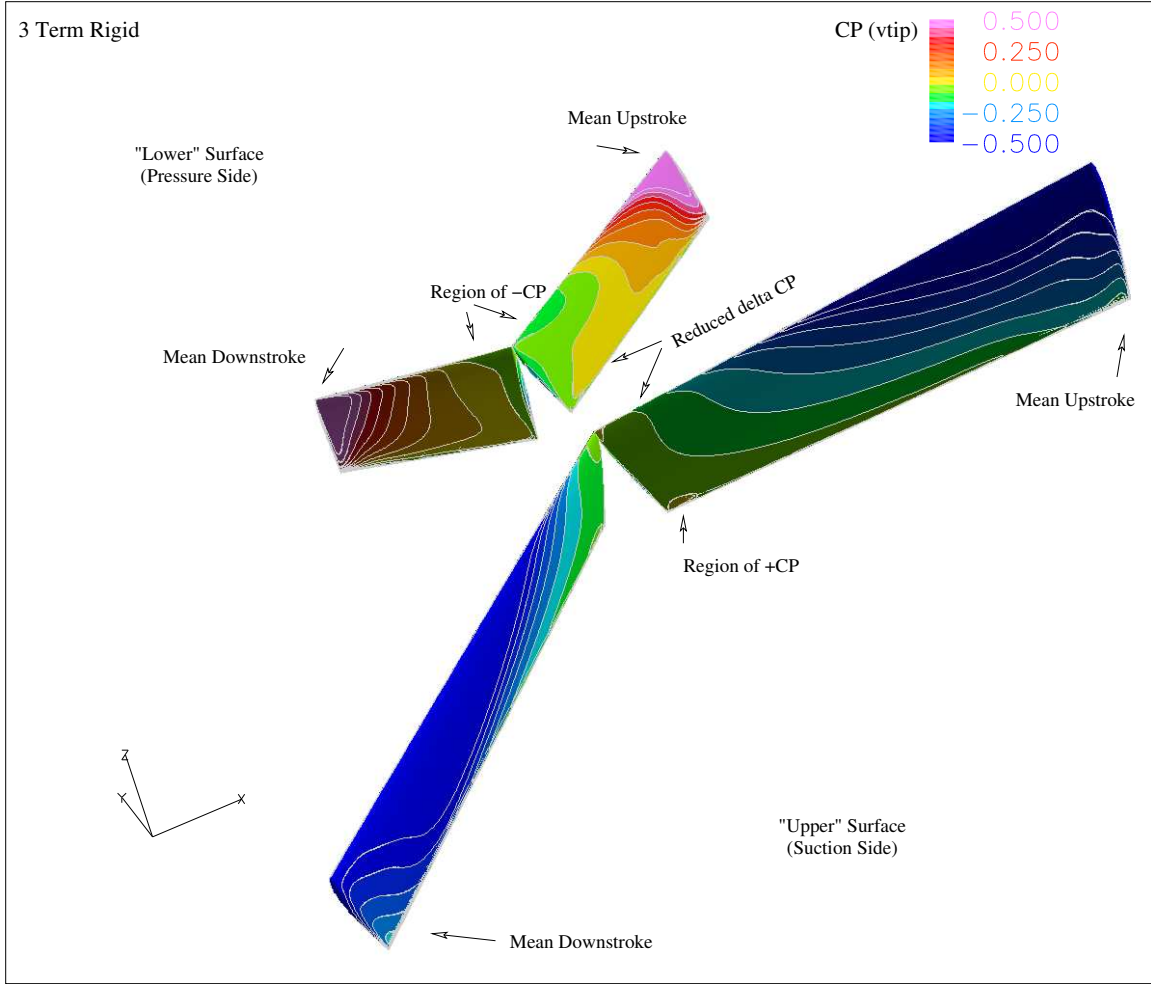 3 Term Rigid
CP (vtip)
0.500
0.250
0.000
−0.250
−0.500
Mean Upstroke
"Lower" Surface
(Pressure Side)
Region of −CP
Reduced delta CP
Mean Downstroke
Mean Upstroke
Region of +CP
Z
Y
X
"Upper" Surface
(Suction Side)
Mean Downstroke